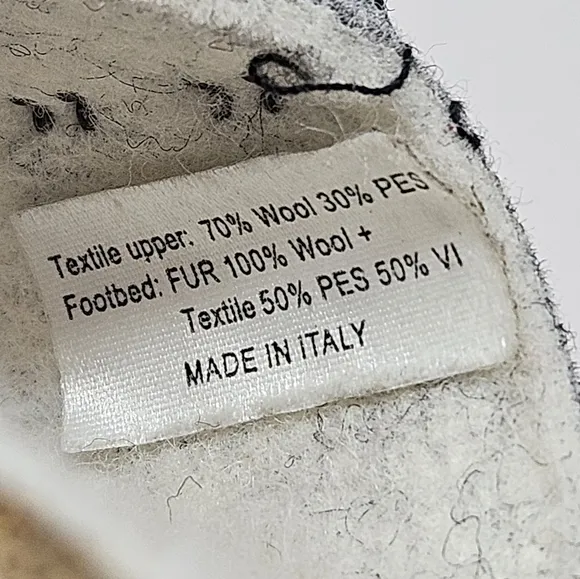 Textile upper: 70% Wool 30% PES
Footbed: FUR 100% Wool +
Textile 50% PES 50% VI
MADE IN ITALY